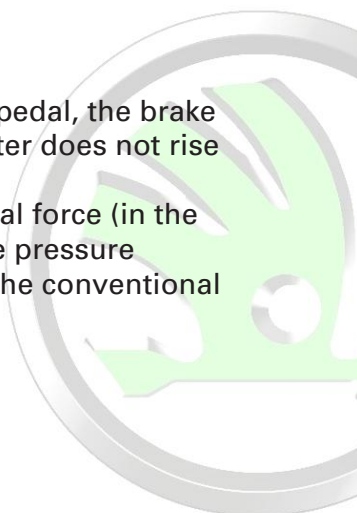 pedal, the brake
ter does not rise
al force (in the
e pressure
he conventional